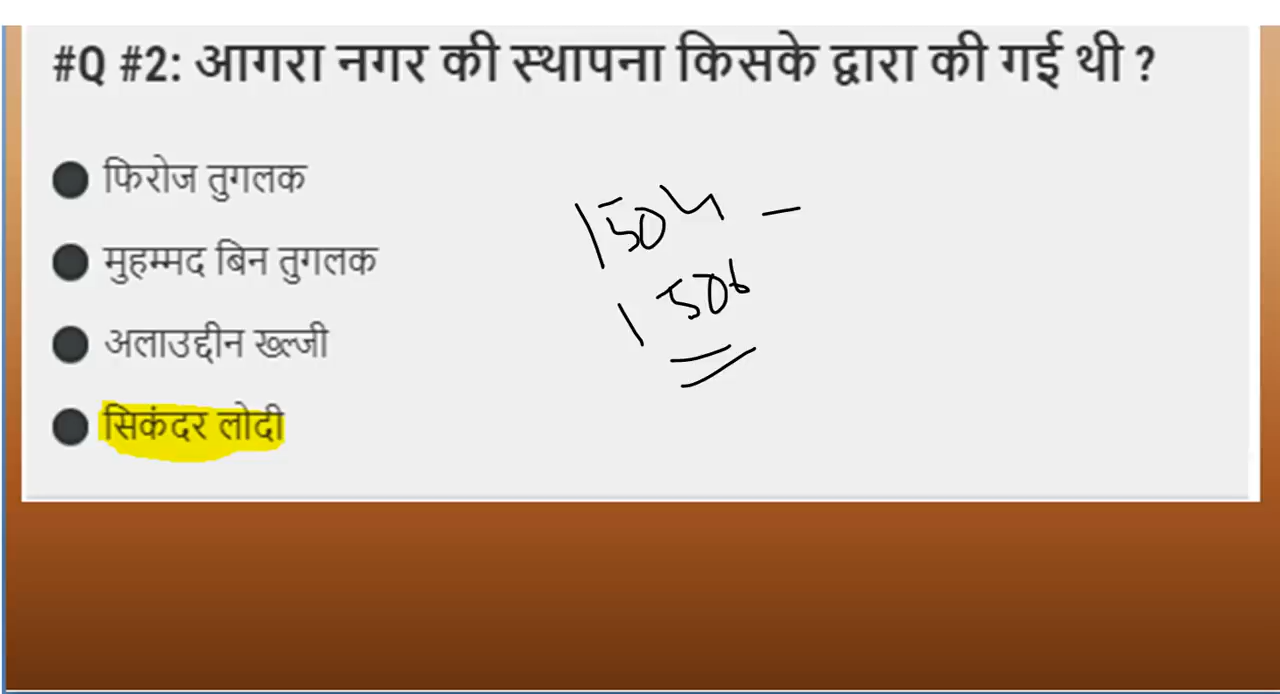 #Q #2: आगरा नगर की स्थापना किसके द्वारा की गई थी ?
फिरोज तुगलक
मुहम्मद बिन तुगलक
अलाउद्दीन ख्ल्जी
सिकंदर लोदी
1504 –
1506